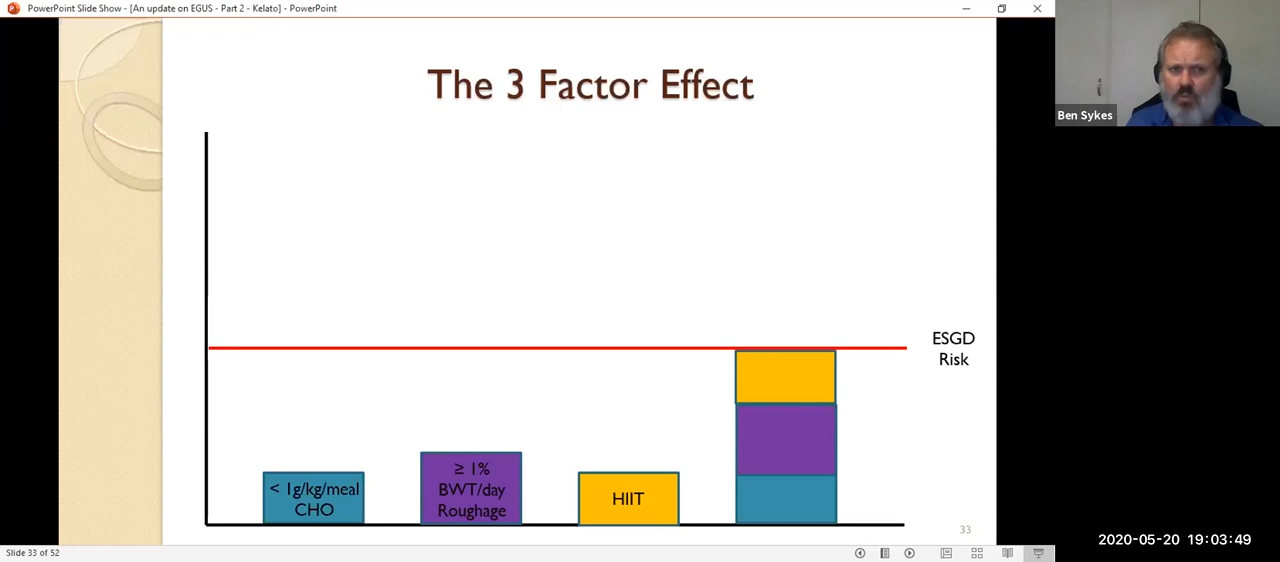 PowerPoint Slide Show - [An update on EGUS - Part 2 - Kelato] - PowerPoint
The 3 Factor Effect
Ben Sykes
ESGD
Risk
< 1g/kg/meal
CHO
≥ 1%
BWT/day
Roughage
HIIT
33
2020-05-20 19:03:49
Slide 33 of 52